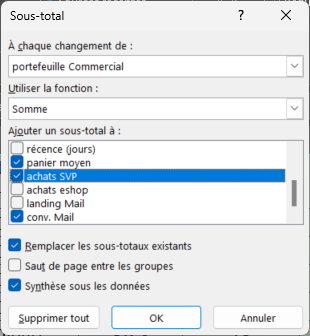 Sous-total
À chaque changement de :
portefeuille Commercial
Utiliser la fonction :
Somme
Ajouter un sous-total à :
récence (jours)
panier moyen
achats SVP
achats eshop
landing Mail
conv. Mail
Remplacer les sous-totaux existants
Saut de page entre les groupes
Synthèse sous les données
Supprimer tout
OK
Annuler